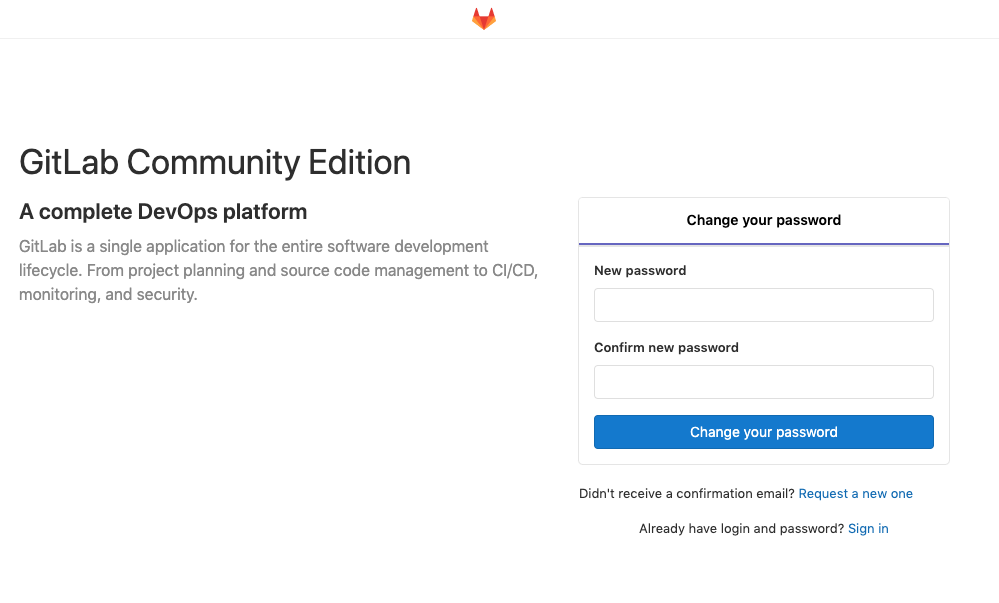 GitLab Community Edition
A complete DevOps platform
GitLab is a single application for the entire software development
lifecycle. From project planning and source code management to CI/CD,
monitoring, and security.
Change your password
New password
Confirm new password
Change your password
Didn't receive a confirmation email? Request a new one
Already have login and password? Sign in